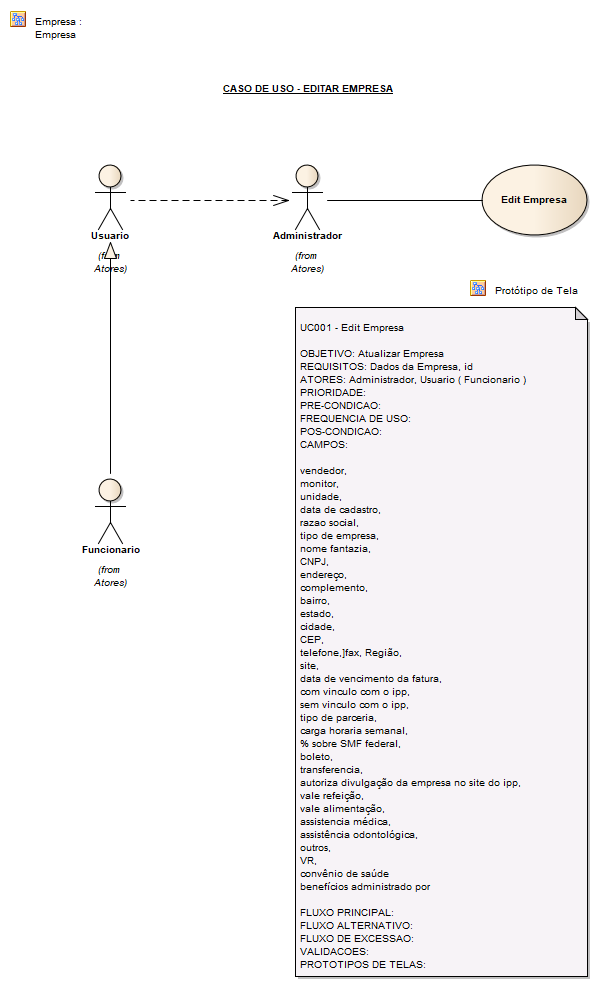 Empresa :
Empresa
CASO DE USO - EDITAR EMPRESA
Usuario
(from
Atores)
Administrador
(from
Atores)
Edit Empresa
Protótipo de Tela
UC001 - Edit Empresa
OBJETIVO: Atualizar Empresa
REQUISITOS: Dados da Empresa, id
ATORES: Administrador, Usuario ( Funcionario )
PRIORIDADE:
PRE-CONDICAO:
FREQUENCIA DE USO:
POS-CONDICAO:
CAMPOS:
vendedor,
monitor,
unidade,
data de cadastro,
razao social,
tipo de empresa,
nome fantazia,
CNPJ,
endereço,
complemento,
bairro,
estado,
cidade,
CEP,
telefone,]fax, Região,
site,
data de vencimento da fatura,
com vinculo com o ipp,
sem vinculo com o ipp,
tipo de parceria,
carga horaria semanal,
% sobre SMF federal,
boleto,
transferencia,
autoriza divulgação da empresa no site do ipp,
vale refeição,
vale alimentação,
assistencia médica,
assistência odontológica,
outros,
VR,
convênio de saúde
benefícios administrado por
FLUXO PRINCIPAL:
FLUXO ALTERNATIVO:
FLUXO DE EXCESSAO:
VALIDACOES:
PROTOTIPOS DE TELAS:
Funcionario
(from
Atores)